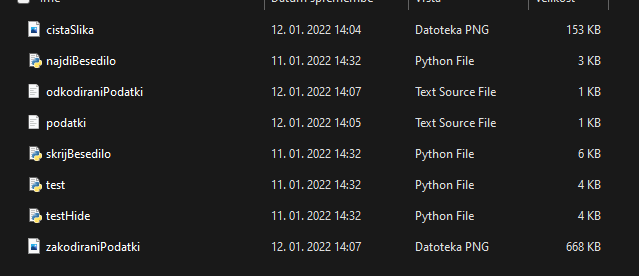 Ime Datum spremembe Vrsta Velikost
cistaSlika 12. 01. 2022 14:04 Datoteka PNG 153 KB
najdiBesedilo 11. 01. 2022 14:32 Python File 3 KB
odkodiraniPodatki 12. 01. 2022 14:07 Text Source File 1 KB
podatki 12. 01. 2022 14:05 Text Source File 1 KB
skrijBesedilo 11. 01. 2022 14:32 Python File 6 KB
test 11. 01. 2022 14:32 Python File 4 KB
testHide 11. 01. 2022 14:32 Python File 4 KB
zakodiraniPodatki 12. 01. 2022 14:07 Datoteka PNG 668 KB